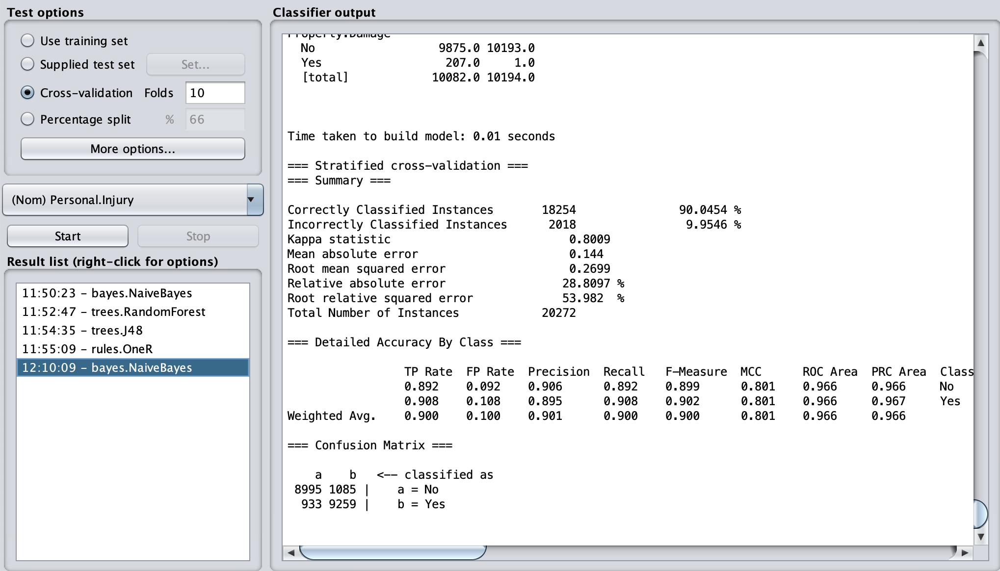 Test options
Use training set
Supplied test set Set...
Cross-validation Folds 10
Percentage split % 66
More options...
(Nom) Personal.Injury
Start Stop
Result list (right-click for options)
11:50:23 - bayes.NaiveBayes
11:52:47 - trees.RandomForest
11:54:35 - trees.J48
11:55:09 - rules.OneR
12:10:09 - bayes.NaiveBayes
Classifier output
Property.Damage
No 9875.0 10193.0
Yes 207.0 1.0
[total] 10082.0 10194.0
Time taken to build model: 0.01 seconds
=== Stratified cross-validation ===
=== Summary ===
Correctly Classified Instances 18254 90.0454 %
Incorrectly Classified Instances 2018 9.9546 %
Kappa statistic 0.8009
Mean absolute error 0.144
Root mean squared error 0.2699
Relative absolute error 28.8097 %
Root relative squared error 53.982 %
Total Number of Instances 20272
=== Detailed Accuracy By Class ===
TP Rate FP Rate Precision Recall F-Measure MCC ROC Area PRC Area Class
0.892 0.092 0.906 0.892 0.899 0.801 0.966 0.966 No
0.908 0.108 0.895 0.908 0.902 0.801 0.966 0.967 Yes
Weighted Avg. 0.900 0.100 0.901 0.900 0.900 0.801 0.966 0.966
=== Confusion Matrix ===
a b <-- classified as
8995 1085 | a = No
933 9259 | b = Yes